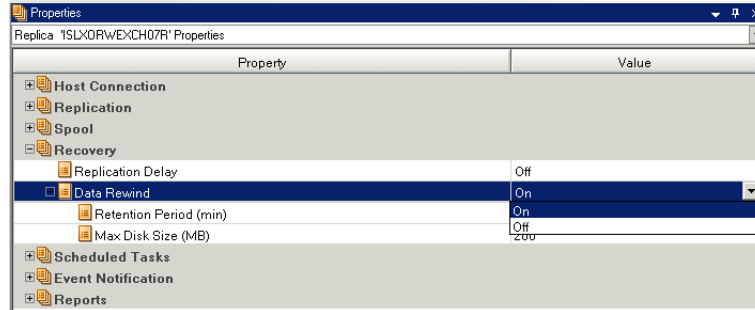 Properties
Replica 'ISLXORWEXCH07R' Properties
Property Value
Host Connection
Replication
Spool
Recovery
Replication Delay Off
Data Rewind On
Retention Period (min) On
Off
Max Disk Size (MB) 200
Scheduled Tasks
Event Notification
Reports